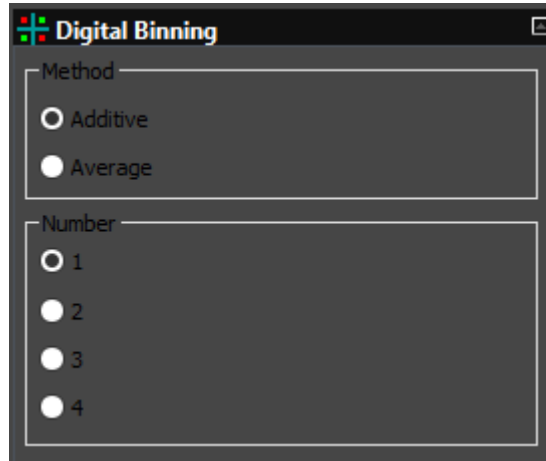 Digital Binning
Method
Additive
Average
Number
1
2
3
4